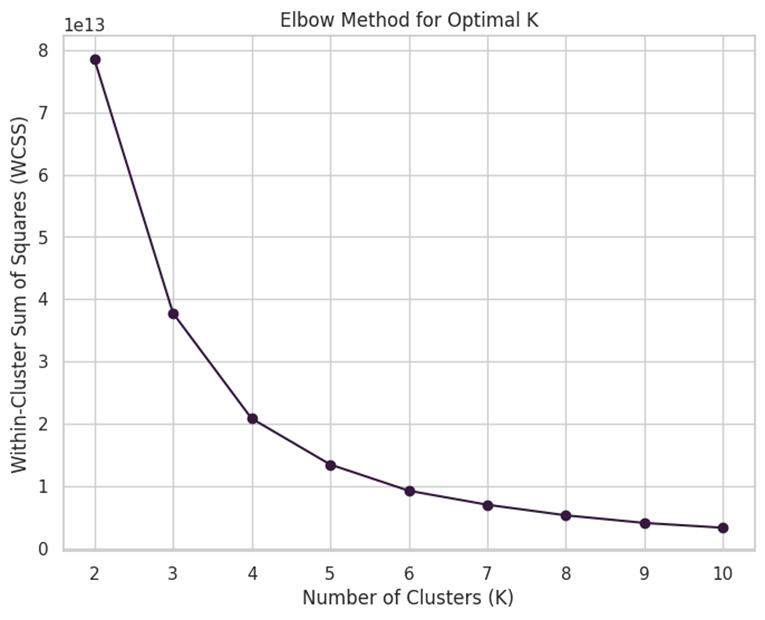 Elbow Method for Optimal K
1e13
8
7
6
5
4
3
2
1
0
Within-Cluster Sum of Squares (WCSS)
2 3 4 5 6 7 8 9 10
Number of Clusters (K)